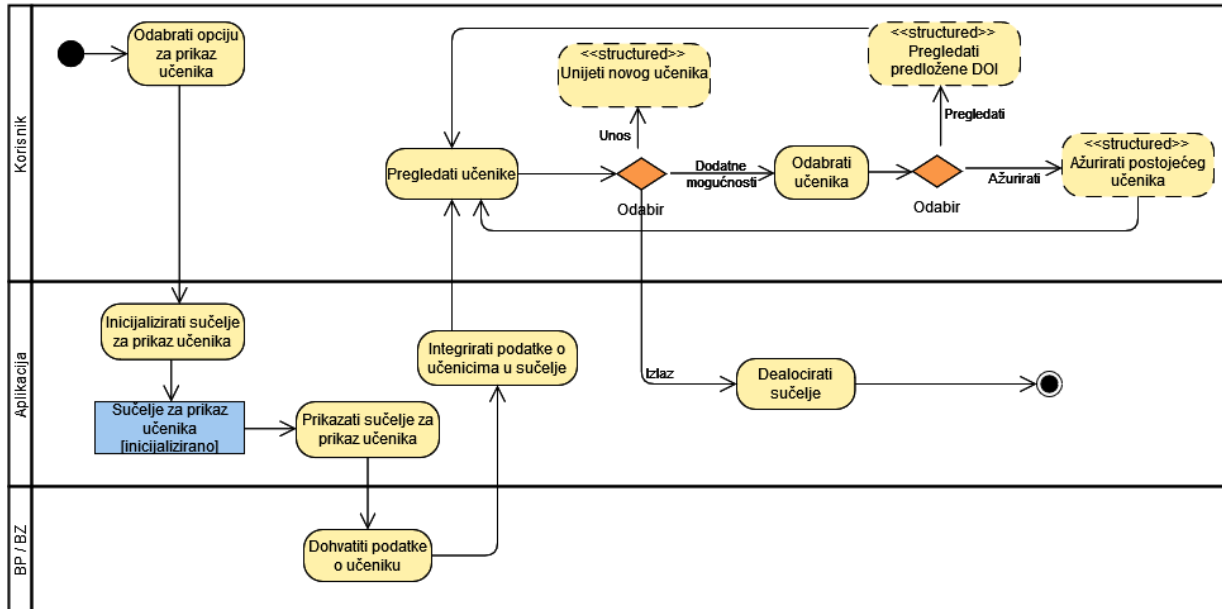 Korisnik
Odabrati opciju
za prikaz
učenika
<<structured>>
Unijeti novog učenika
<<structured>>
Pregledati
predložene DOI
Unos
Pregledati
Pregledati učenike
Dodatne
mogućnosti
Odabrati
učenika
Ažurirati
<<structured>>
Ažurirati postojećeg
učenika
Odabir
Odabir
Aplikacija
Inicijalizirati sučelje
za prikaz učenika
Integrirati podatke o
učenicima u sučelje
Izlaz
Dealocirati
sučelje
Sučelje za prikaz
učenika
[inicijalizirano]
Prikazati sučelje za
prikaz učenika
BP / BZ
Dohvatiti podatke
o učeniku